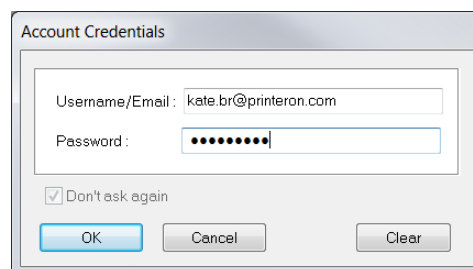 Account Credentials
Username/Email : kate.br@printeron.com
Password : ●●●●●●●●●
Don't ask again
OK Cancel Clear